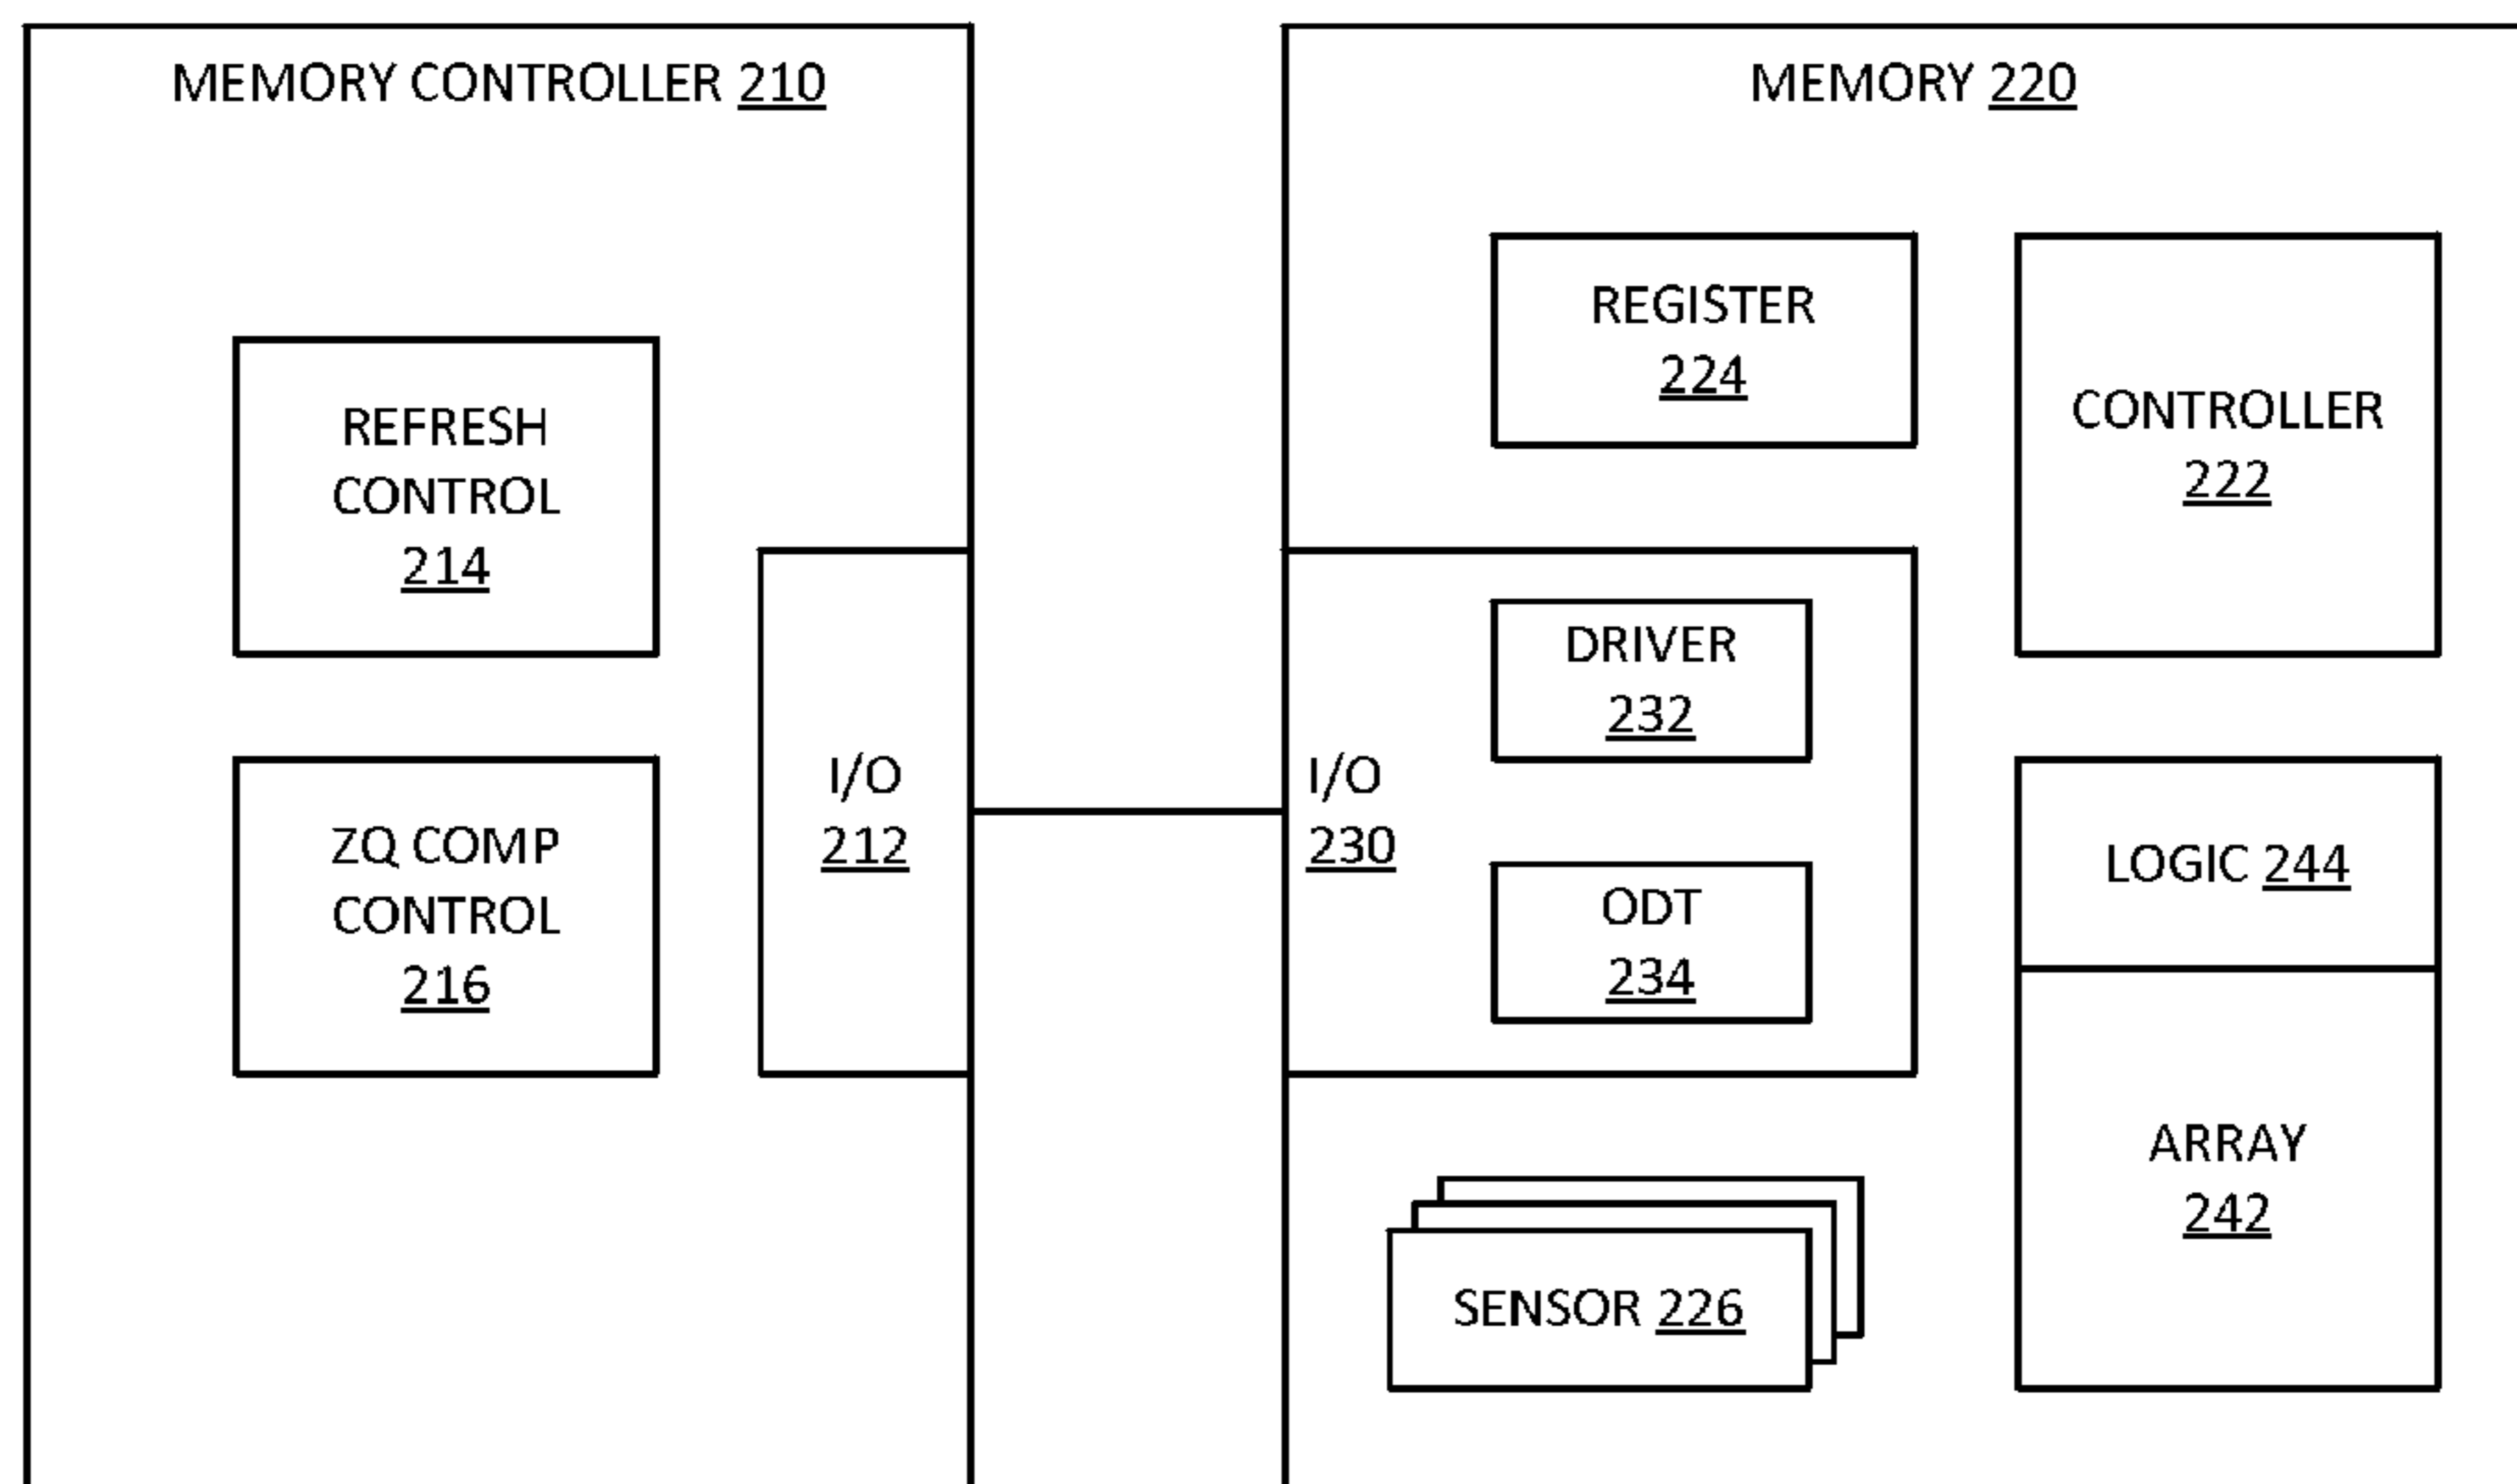 MEMORY CONTROLLER 210
REFRESH
CONTROL
214
ZQ COMP
CONTROL
216
I/O
212
MEMORY 220
REGISTER
224
CONTROLLER
222
I/O
230
DRIVER
232
ODT
234
LOGIC 244
ARRAY
242
SENSOR 226